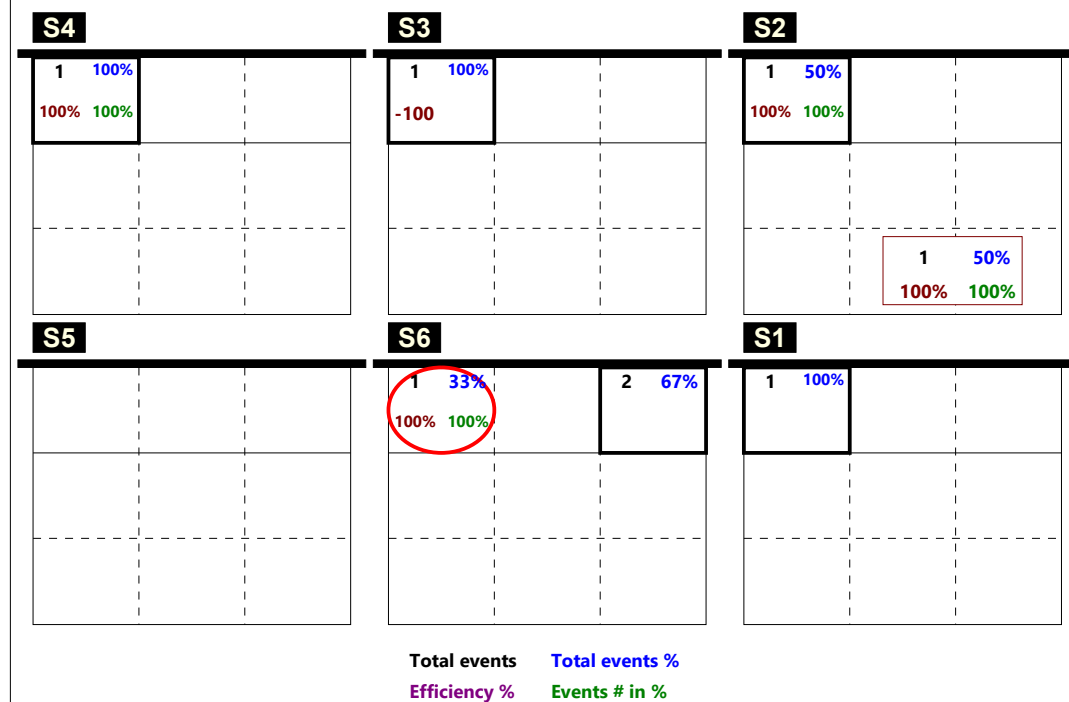 S4 S3 S2
1 100% 1 100% 1 50%
100% 100% -100 100% 100%
1 50%
100% 100%
S5 S6 S1
1 33% 2 67% 1 100%
100% 100%
Total events Total events %
Efficiency % Events # in %